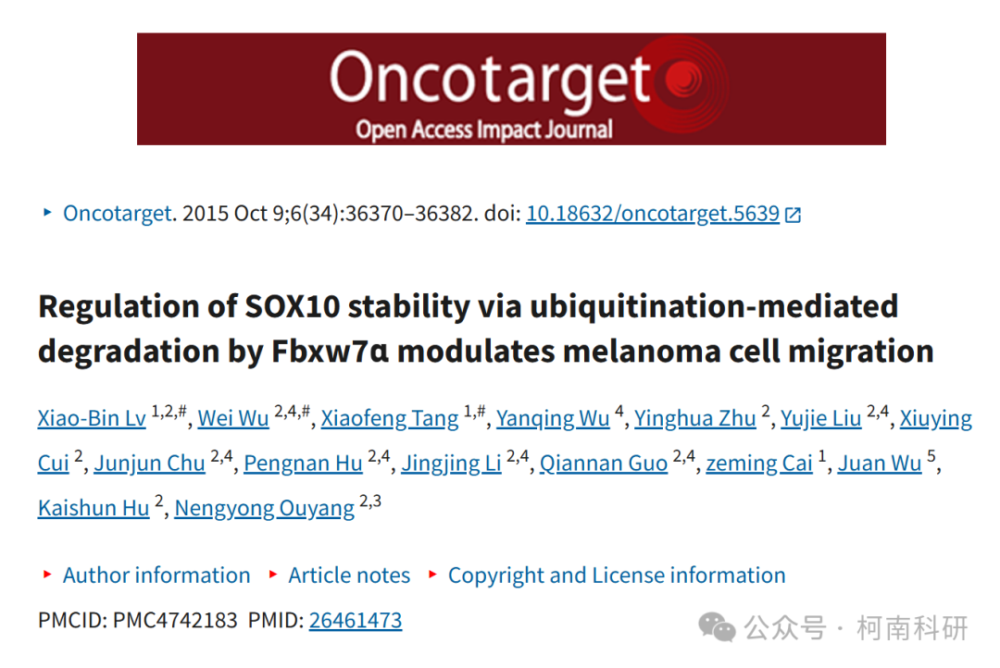 Oncotarget
Open Access Impact Journal
Oncotarget. 2015 Oct 9;6(34):36370–36382. doi: 10.18632/oncotarget.5639
Regulation of SOX10 stability via ubiquitination-mediated
degradation by Fbxw7α modulates melanoma cell migration
Xiao-Bin Lv 1,2,#, Wei Wu 2,4,#, Xiaofeng Tang 1,#, Yanqing Wu 4, Yinghua Zhu 2, Yujie Liu 2,4, Xiuying
Cui 2, Junjun Chu 2,4, Pengnan Hu 2,4, Jingjing Li 2,4, Qiannan Guo 2,4, zeming Cai 1, Juan Wu 5,
Kaishun Hu 2, Nengyong Ouyang 2,3
Author information Article notes Copyright and License information
PMCID: PMC4742183 PMID: 26461473
公众号 · 柯南科研